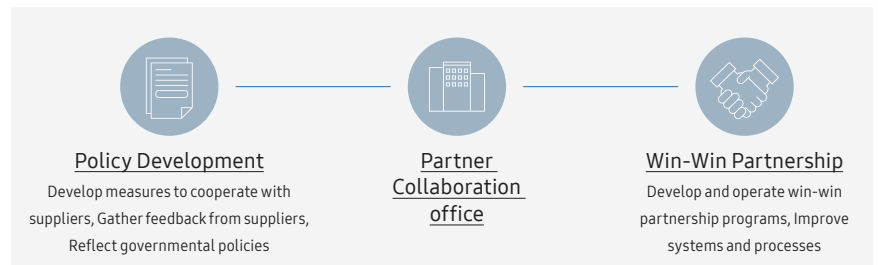 Policy Development
Develop measures to cooperate with
suppliers, Gather feedback from suppliers,
Reflect governmental policies
Partner
Collaboration
office
Win-Win Partnership
Develop and operate win-win
partnership programs, Improve
systems and processes